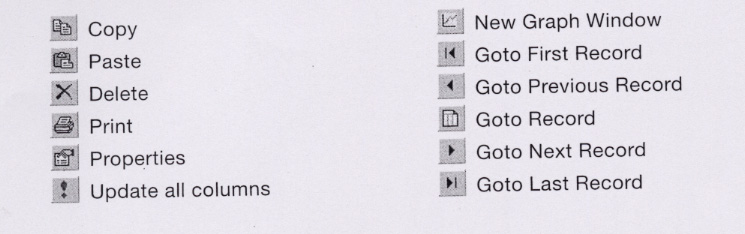 Copy
Paste
Delete
Print
Properties
Update all columns
New Graph Window
Goto First Record
Goto Previous Record
Goto Record
Goto Next Record
Goto Last Record